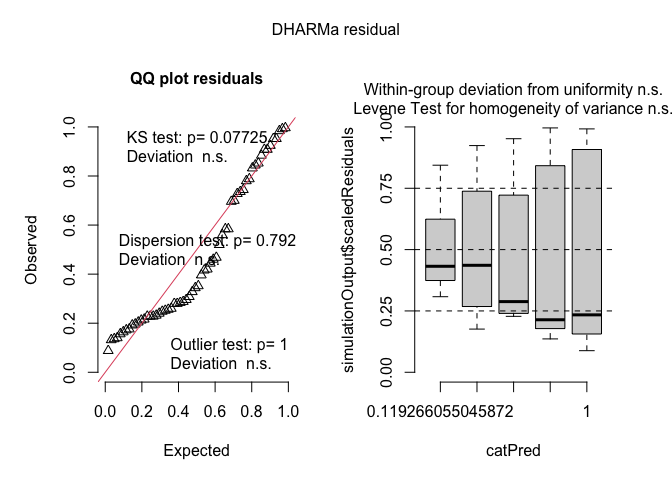 DHARMa residual
QQ plot residuals
KS test: p= 0.07725
Deviation n.s.
Dispersion test: p= 0.792
Deviation n.s.
Outlier test: p= 1
Deviation n.s.
Observed
0.0
0.2
0.4
0.6
0.8
1.0
0.0
0.2
0.4
0.6
0.8
1.0
Expected
Within-group deviation from uniformity n.s.
Levene Test for homogeneity of variance n.s.
simulationOutput$scaledResiduals
0.00
0.25
0.50
0.75
1.00
0.119266055045872
1
catPred